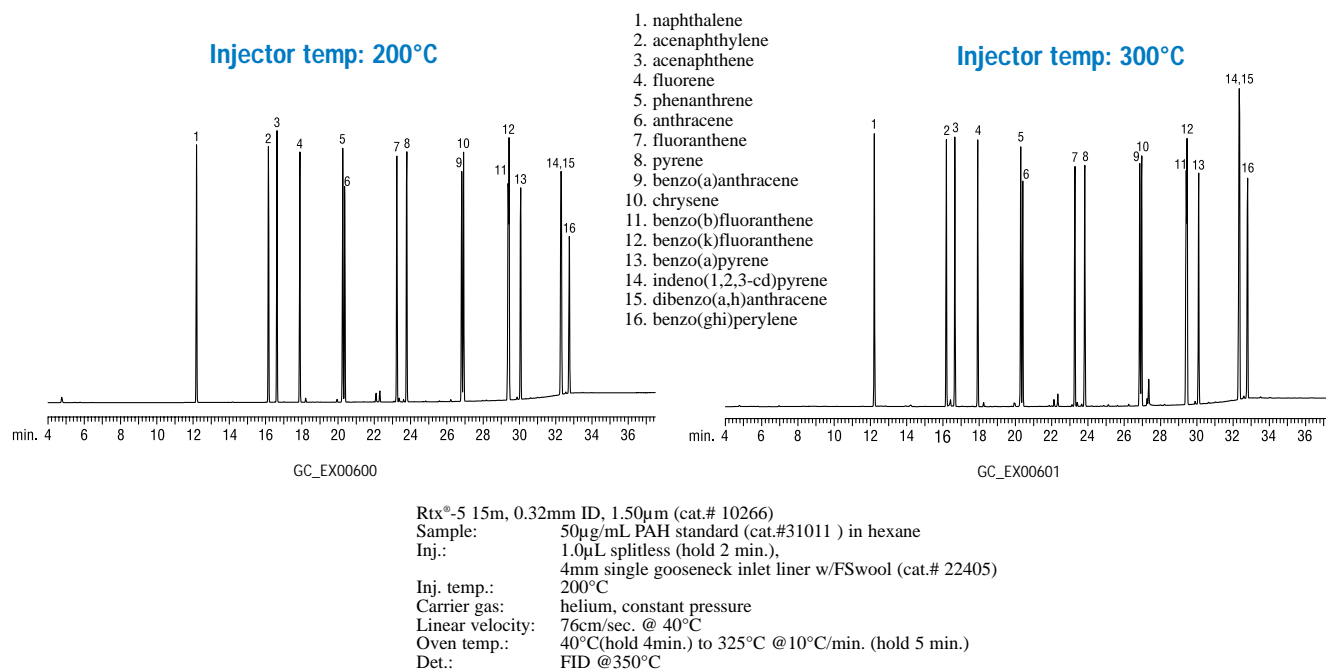 Injector temp: 200°C
3
1
2
4
5
6
7
8
9
10
11
12
13
14,15
16
min. 4 6 8 10 12 14 16 18 20 22 24 26 28 30 32 34 36
GC_EX00600
1. naphthalene
2. acenaphthylene
3. acenaphthene
4. fluorene
5. phenanthrene
6. anthracene
7. fluoranthene
8. pyrene
9. benzo(a)anthracene
10. chrysene
11. benzo(b)fluoranthene
12. benzo(k)fluoranthene
13. benzo(a)pyrene
14. indeno(1,2,3-cd)pyrene
15. dibenzo(a,h)anthracene
16. benzo(ghi)perylene
Injector temp: 300°C
1
2
3
4
5
6
7
8
9
10
11
12
13
14,15
16
min. 4 6 8 10 12 14 16 18 20 22 24 26 28 30 32 34 36
GC_EX00601
Rtx®-5 15m, 0.32mm ID, 1.50µm (cat.# 10266)
Sample: 50µg/mL PAH standard (cat.#31011 ) in hexane
Inj.: 1.0µL splitless (hold 2 min.),
4mm single gooseneck inlet liner w/FSwool (cat.# 22405)
Inj. temp.: 200°C
Carrier gas: helium, constant pressure
Linear velocity: 76cm/sec. @ 40°C
Oven temp.: 40°C(hold 4min.) to 325°C @10°C/min. (hold 5 min.)
Det.: FID @350°C